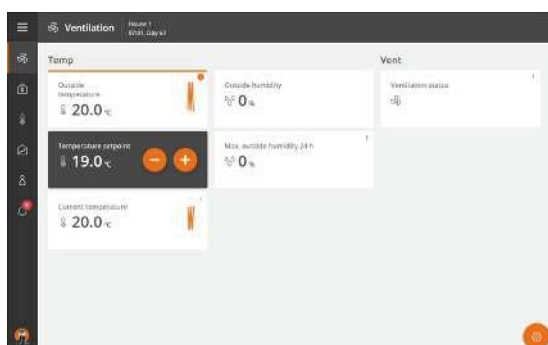 Ventilation
House 1
Temp
Vent
Outside
temperature
20.0 °C
Outside humidity
0 %
Ventilation status
Temperature setpoint
19.0 °C
Max. outside humidity 24 h
0 %
Current temperature
20.0 °C